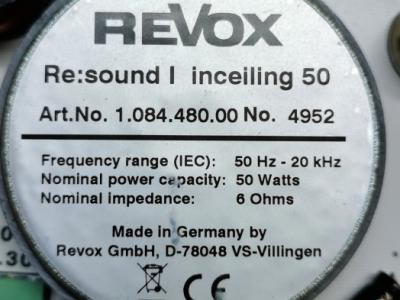 REVOX
Re:sound I inceiling 50
Art.No. 1.084.480.00 No. 4952
Frequency range (IEC): 50 Hz - 20 kHz
Nominal power capacity: 50 Watts
Nominal impedance: 6 Ohms
Made in Germany by
Revox GmbH, D-78048 VS-Villingen
CE